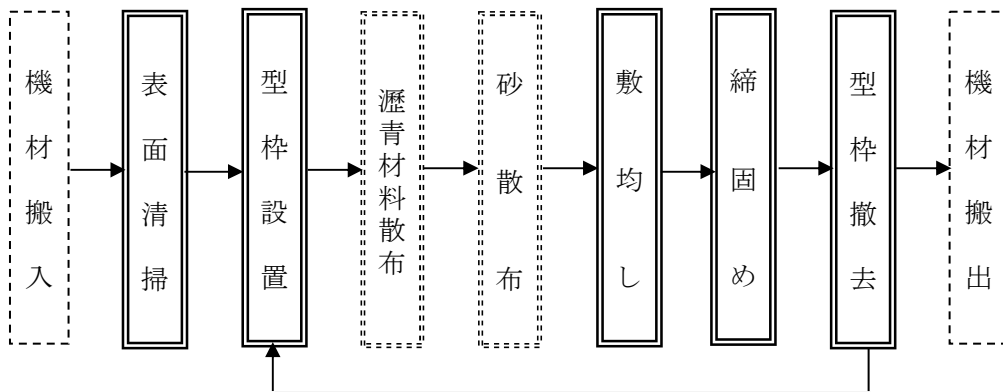 機材搬入
表面清掃
型枠設置
瀝青材料散布
砂散布
敷均し
締固め
型枠撤去
機材搬出